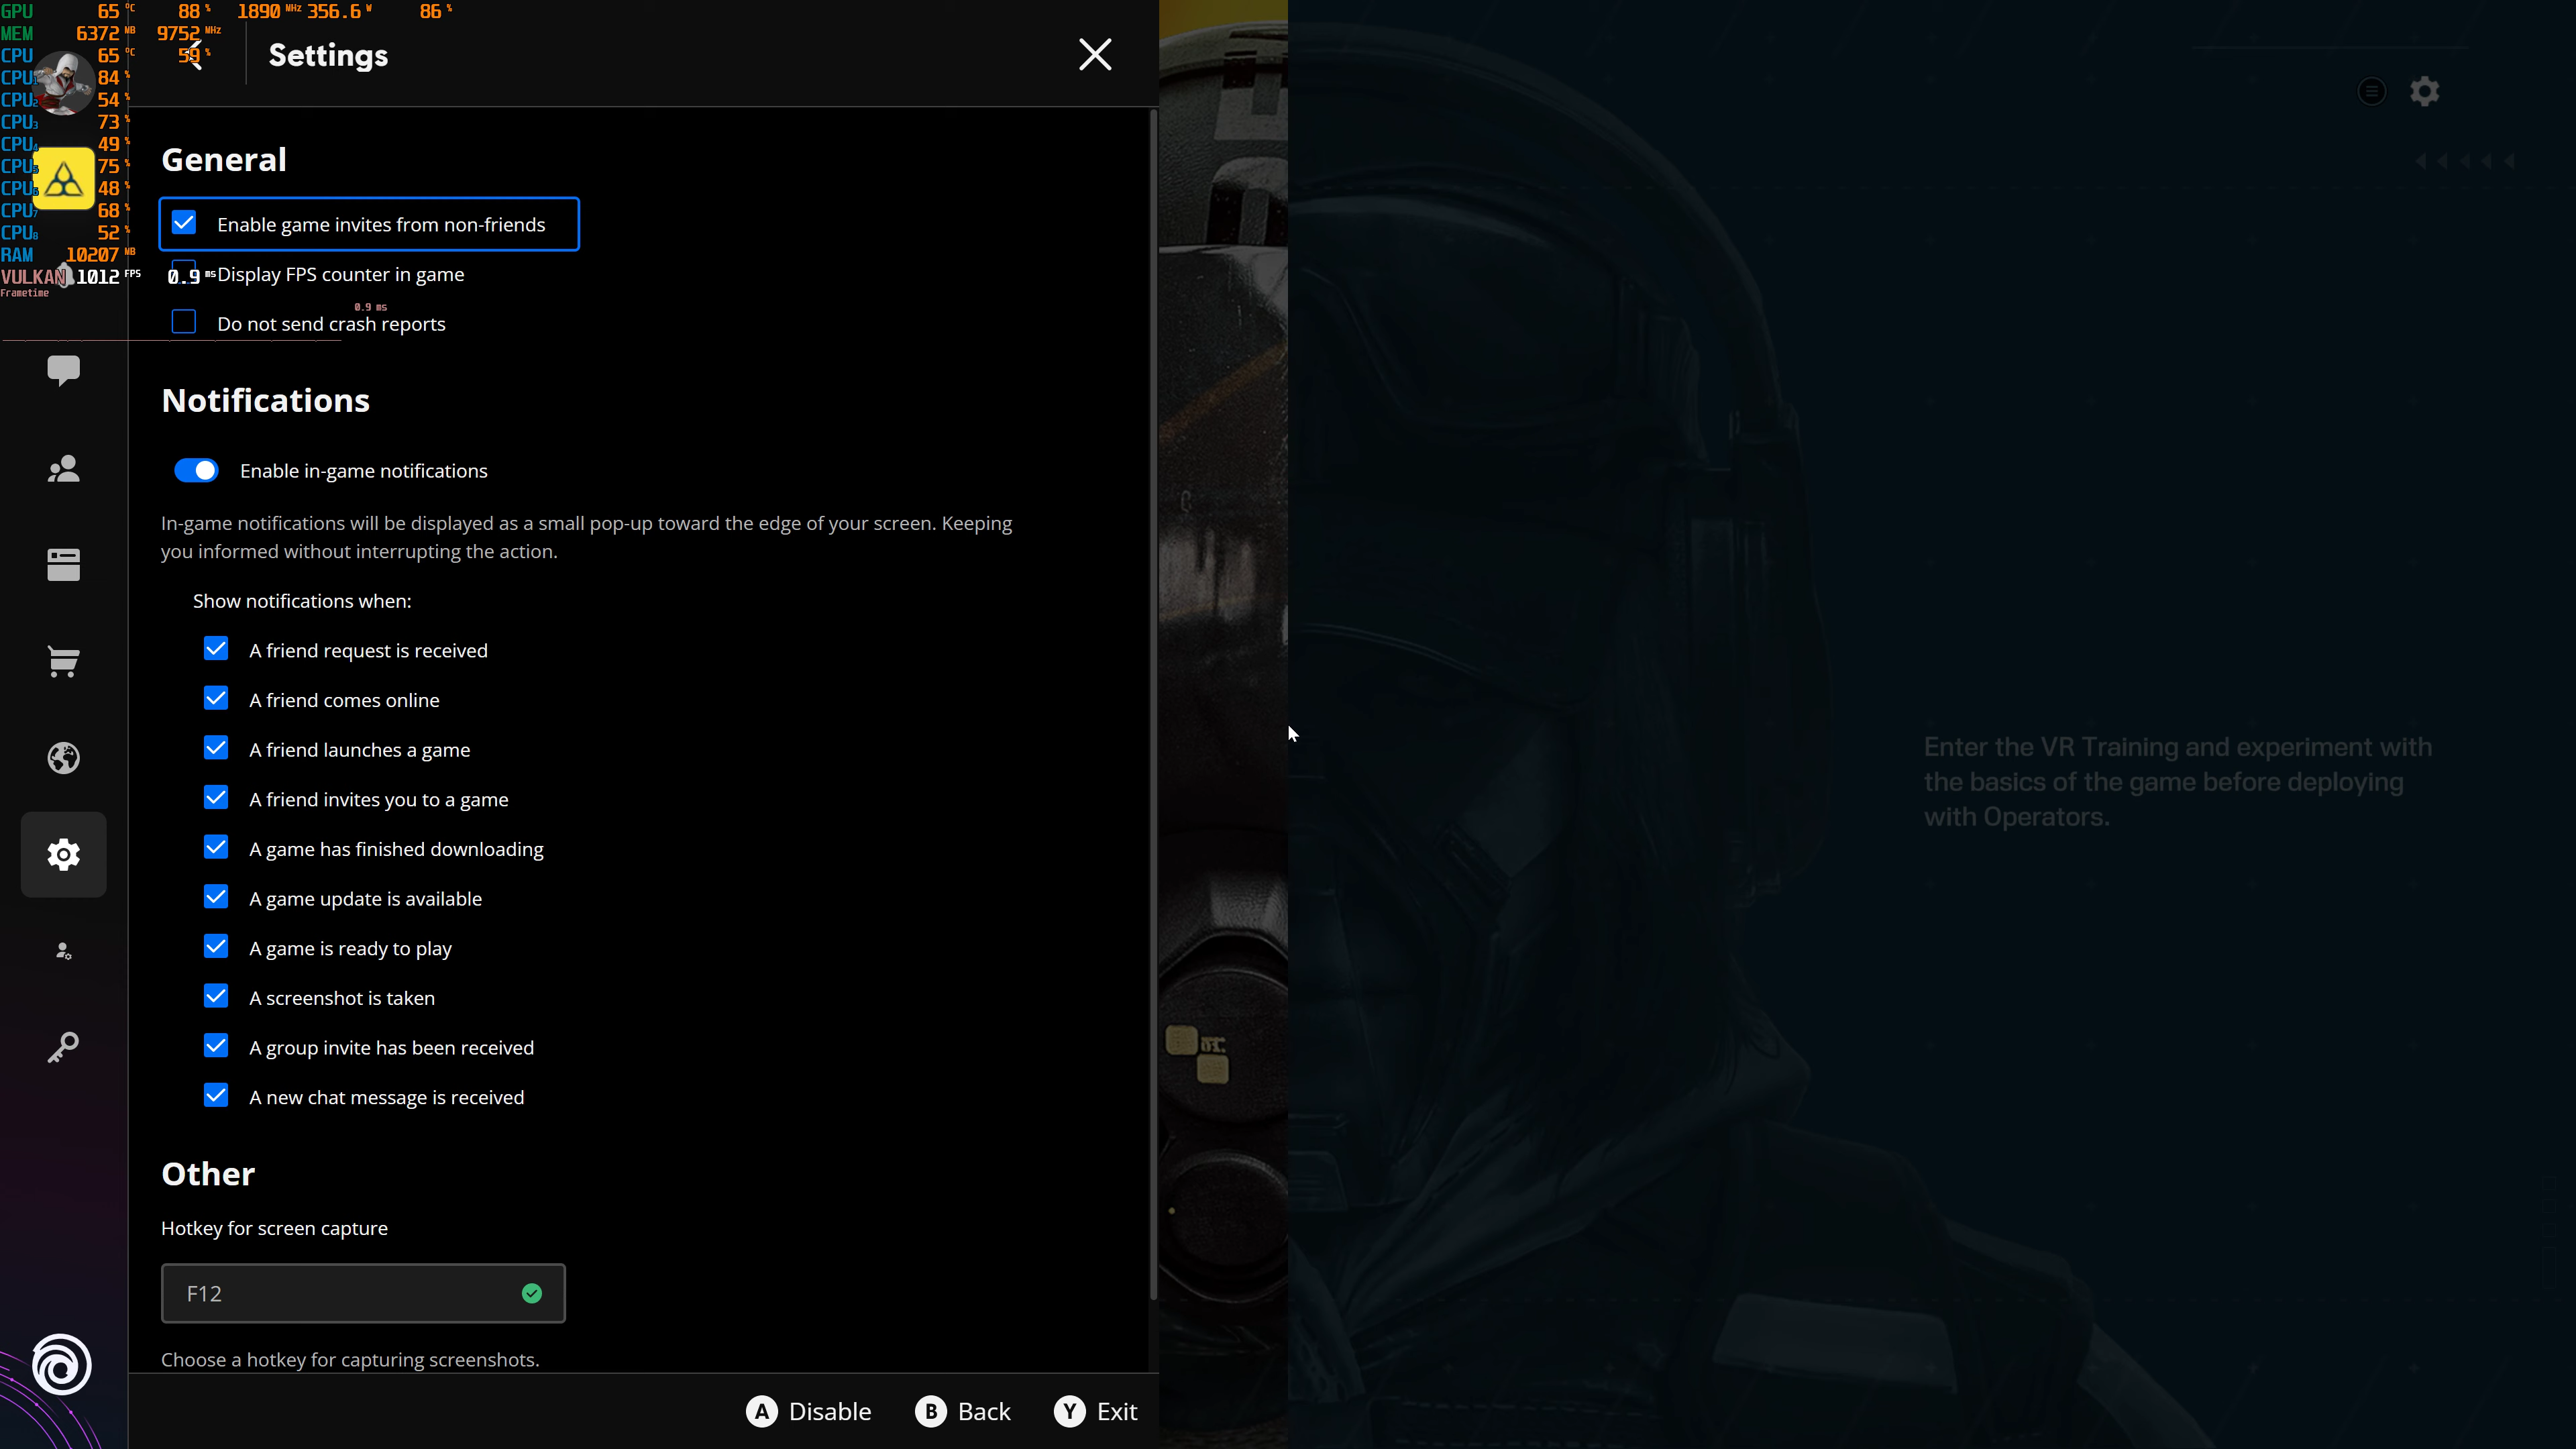 GPU 65 °C 88 % 1890 MHz 356.6 W 86 %
MEM 6372 MB 9752 MHz
CPU 65 °C 59 %
Settings
CPU 84 %
CPU2 54 %
CPU3 73 %
CPU4 49 %
CPU5 75 %
CPU6 48 %
CPU7 68 %
CPU8 52 %
RAM 10207 MB
VULKAN 1012 FPS 0.9 ms
Frametime
0.9 ms
General
Enable game invites from non-friends
Display FPS counter in game
Do not send crash reports
Notifications
Enable in-game notifications
In-game notifications will be displayed as a small pop-up toward the edge of your screen. Keeping
you informed without interrupting the action.
Show notifications when:
A friend request is received
A friend comes online
A friend launches a game
A friend invites you to a game
A game has finished downloading
A game update is available
A game is ready to play
A screenshot is taken
A group invite has been received
A new chat message is received
Other
Hotkey for screen capture
F12
Choose a hotkey for capturing screenshots.
A Disable B Back Y Exit
Enter the VR Training and experiment with
the basics of the game before deploying
with Operators.